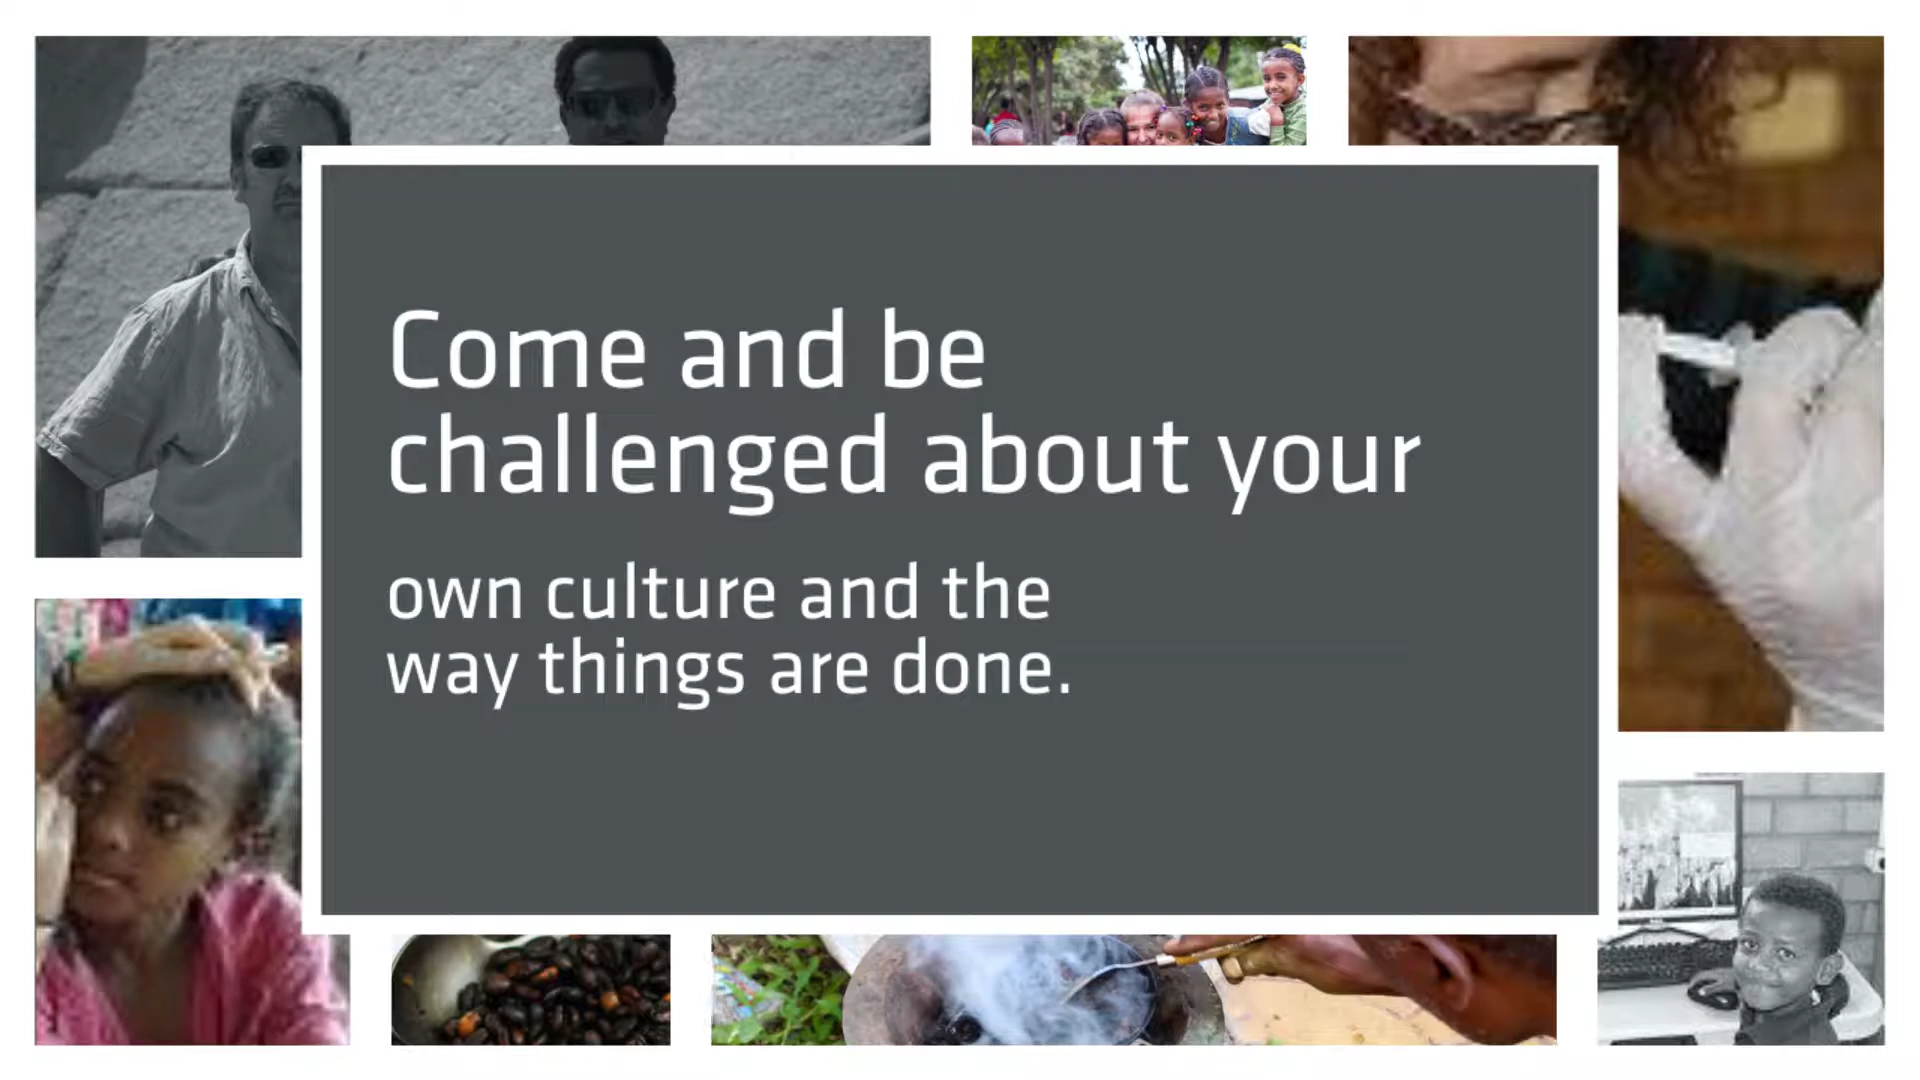 Come and be
challenged about your
own culture and the
way things are done.